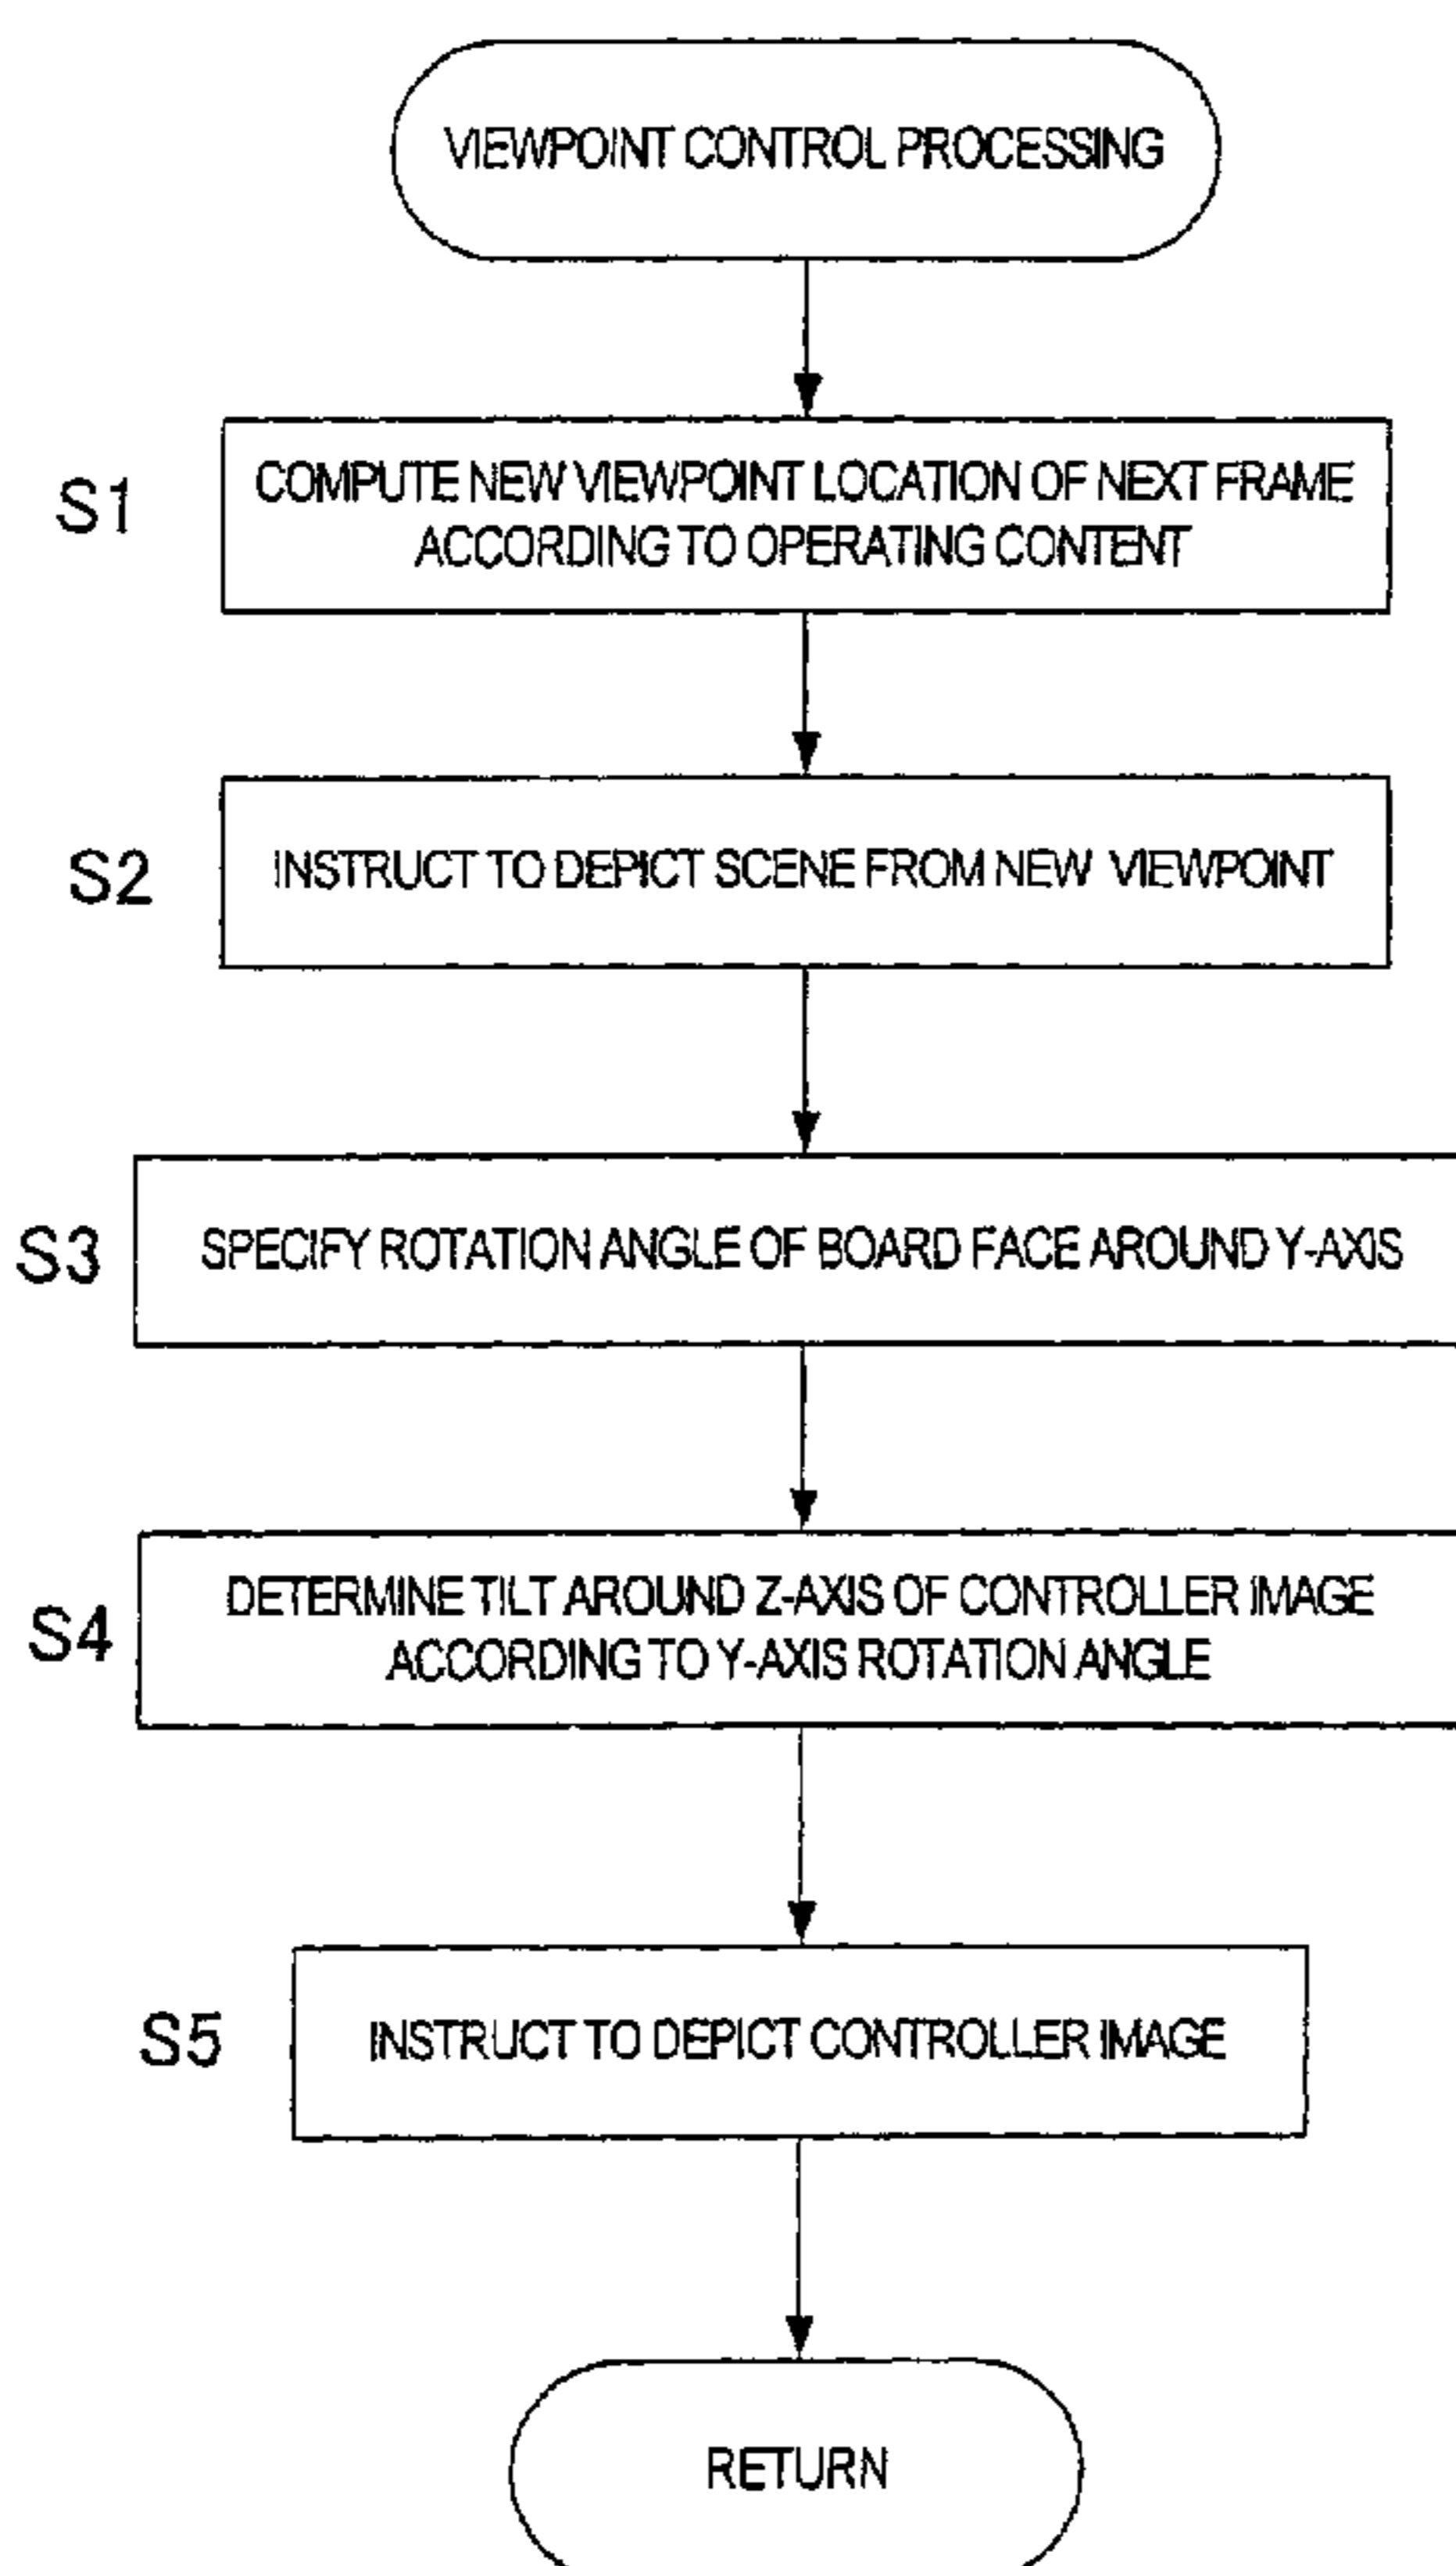 VIEWPOINT CONTROL PROCESSING
S1
COMPUTE NEW VIEWPOINT LOCATION OF NEXT FRAME
ACCORDING TO OPERATING CONTENT
S2
INSTRUCT TO DEPICT SCENE FROM NEW VIEWPOINT
S3
SPECIFY ROTATION ANGLE OF BOARD FACE AROUND Y-AXIS
S4
DETERMINE TILT AROUND Z-AXIS OF CONTROLLER IMAGE
ACCORDING TO Y-AXIS ROTATION ANGLE
S5
INSTRUCT TO DEPICT CONTROLLER IMAGE
RETURN